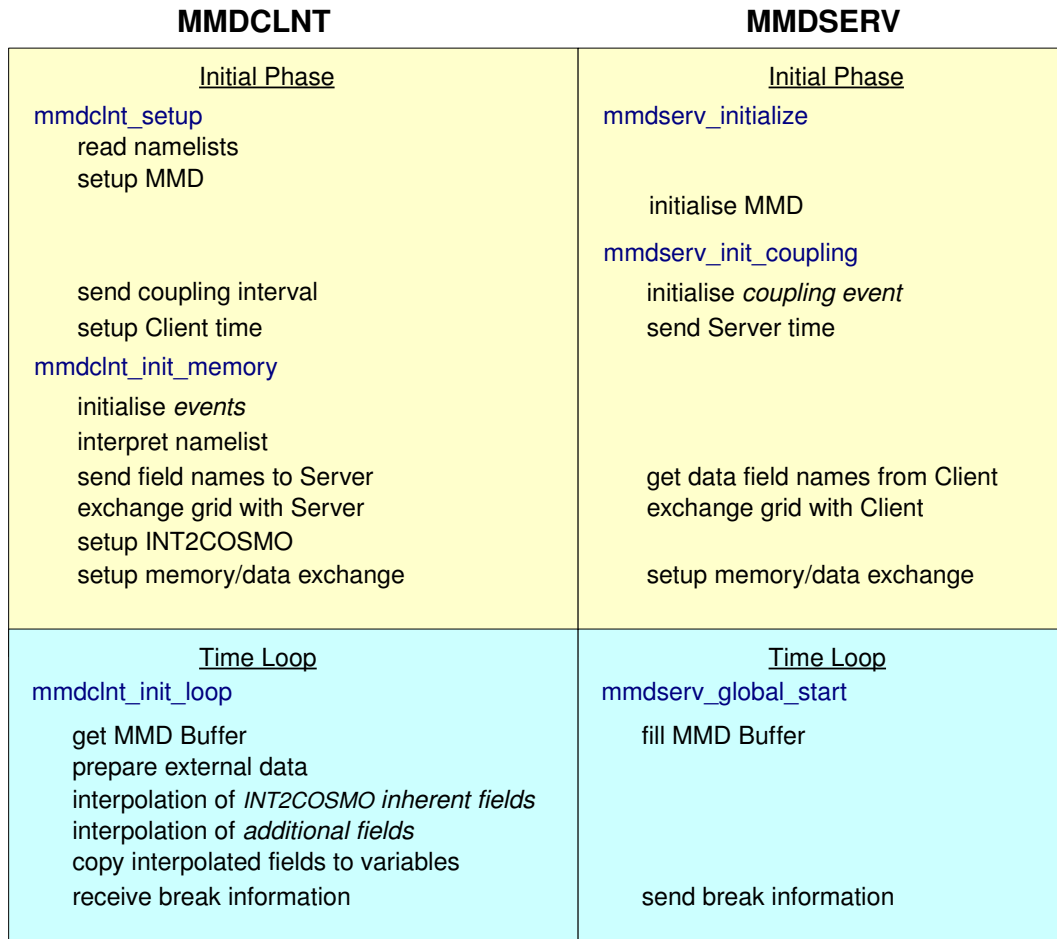 MMDCLNT
MMDSERV
Initial Phase
mmdclnt_setup
read namelists
setup MMD
send coupling interval
setup Client time
mmdclnt_init_memory
initialise events
interpret namelist
send field names to Server
exchange grid with Server
setup INT2COSMO
setup memory/data exchange
Initial Phase
mmdserv_initialize
initialise MMD
mmdserv_init_coupling
initialise coupling event
send Server time
get data field names from Client
exchange grid with Client
setup memory/data exchange
Time Loop
mmdclnt_init_loop
get MMD Buffer
prepare external data
interpolation of INT2COSMO inherent fields
interpolation of additional fields
copy interpolated fields to variables
receive break information
Time Loop
mmdserv_global_start
fill MMD Buffer
send break information